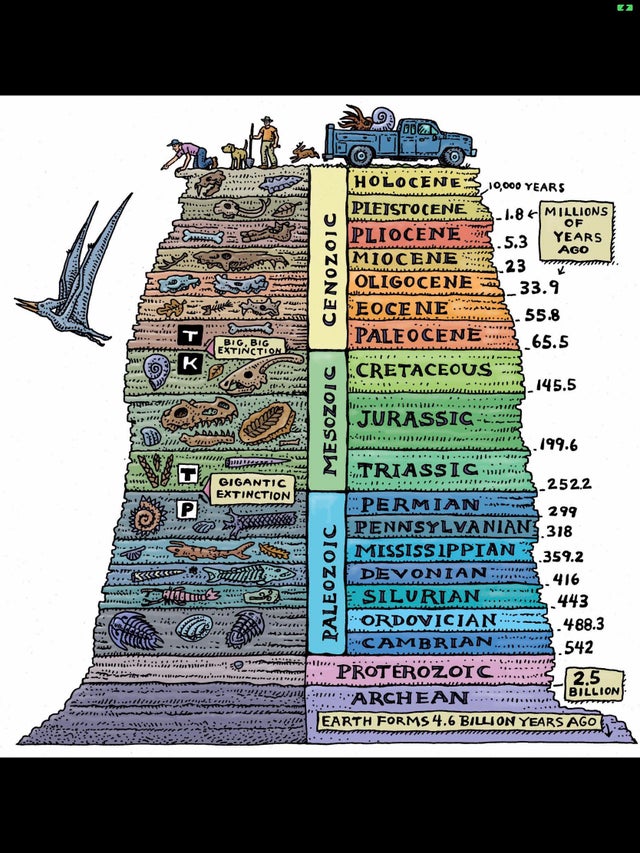 HOLOCENE
10,000 YEARS
PLEISTOCENE
1.8
MILLIONS
OF
YEARS
AGO
PLIOCENE
5.3
MIOCENE
23
OLIGOCENE
33.9
EOCENE
55.8
PALEOCENE
65.5
CENOZOIC
T
BIG, BIG
EXTINCTION
K
CRETACEOUS
145.5
JURASSIC
199.6
TRIASSIC
252.2
MESOZOIC
T
GIGANTIC
EXTINCTION
P
PERMIAN
299
PENNSYLVANIAN
318
MISSISSIPPIAN
359.2
DEVONIAN
416
SILURIAN
443
ORDOVICIAN
488.3
CAMBRIAN
542
PALEOZOIC
PROTEROZOIC
2.5
BILLION
ARCHEAN
EARTH FORMS 4.6 BILLION YEARS AGO